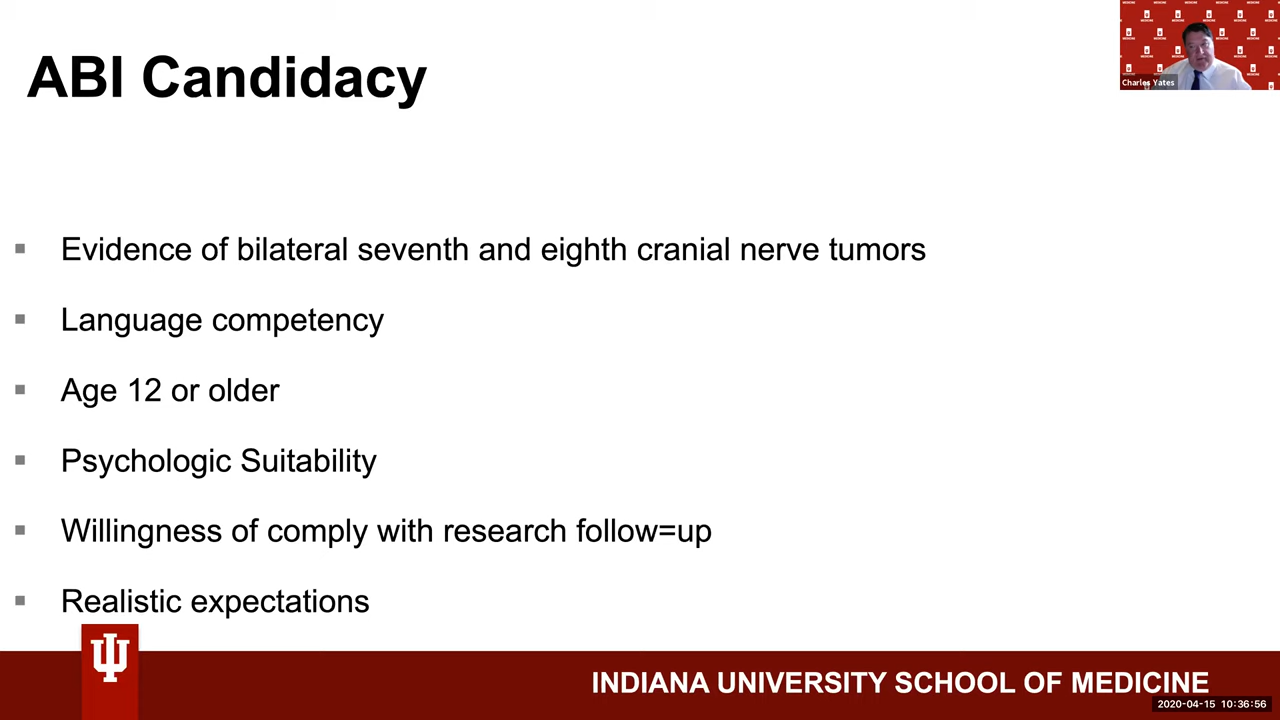 ABI Candidacy
Charles Yates
Evidence of bilateral seventh and eighth cranial nerve tumors
Language competency
Age 12 or older
Psychologic Suitability
Willingness of comply with research follow=up
Realistic expectations
INDIANA UNIVERSITY SCHOOL OF MEDICINE
2020-04-15 10:36:56